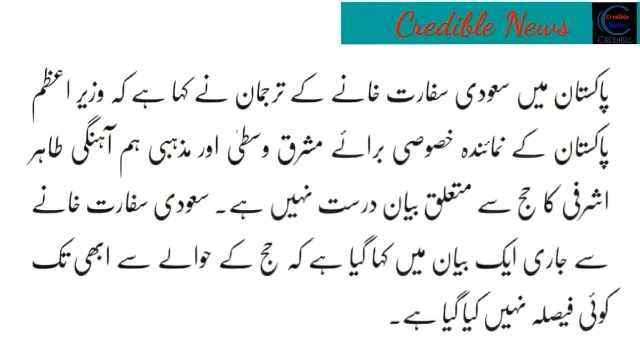 Credible News
Credible
News
CREDIBLE
پاکستان میں سعودی سفارت خانے کے ترجمان نے کہا ہے کہ وزیر اعظم
پاکستان کے نمائندہ خصوصی برائے مشرق وسطیٰ اور مذہبی ہم آہنگی طاہر
اشرفی کا حج سے متعلق بیان درست نہیں ہے۔ سعودی سفارت خانے
سے جاری ایک بیان میں کہا گیا ہے کہ حج کے حوالے سے ابھی تک
کوئی فیصلہ نہیں کیا گیا ہے۔